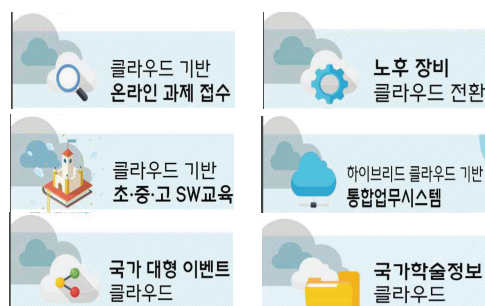 클라우드 기반
온라인 과제 접수
노후 장비
클라우드 전환
클라우드 기반
초·중·고 SW교육
하이브리드 클라우드 기반
통합업무시스템
국가 대형 이벤트
클라우드
국가학술정보
클라우드